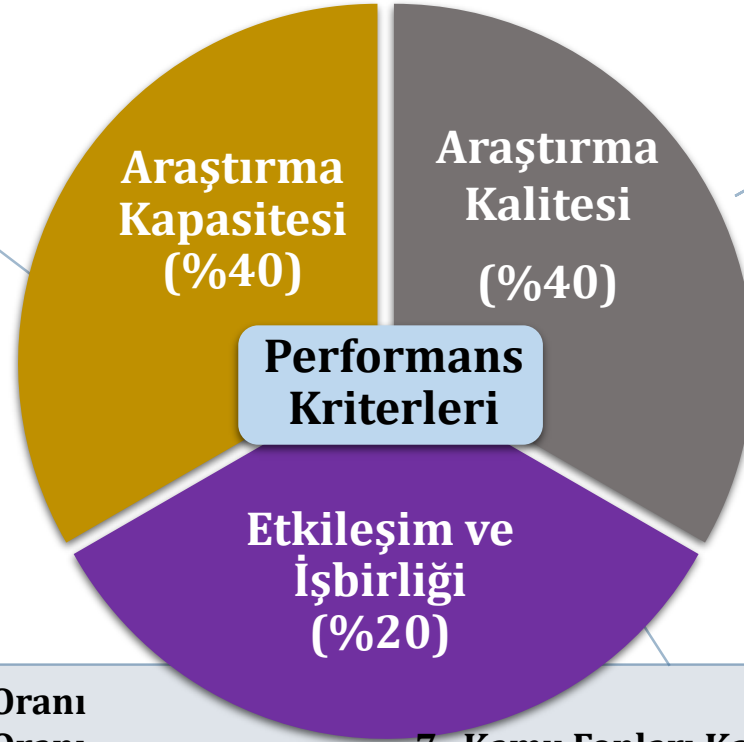 Araştırma
Kapasitesi
(%40)
Araştırma
Kalitesi
(%40)
Performans
Kriterleri
Etkileşim ve
İşbirliği
(%20)
Oranı